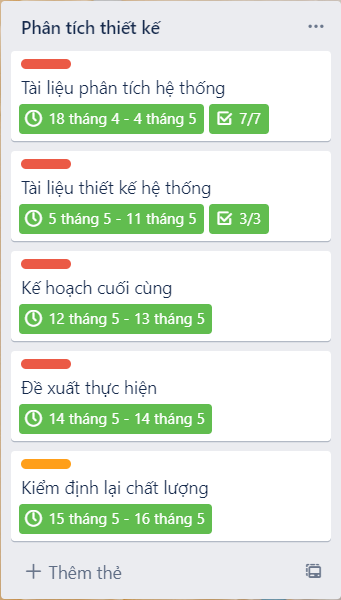 Phân tích thiết kế
Tài liệu phân tích hệ thống
18 tháng 4 - 4 tháng 5 7/7
Tài liệu thiết kế hệ thống
5 tháng 5 - 11 tháng 5 3/3
Kế hoạch cuối cùng
12 tháng 5 - 13 tháng 5
Đề xuất thực hiện
14 tháng 5 - 14 tháng 5
Kiểm định lại chất lượng
15 tháng 5 - 16 tháng 5
+ Thêm thẻ